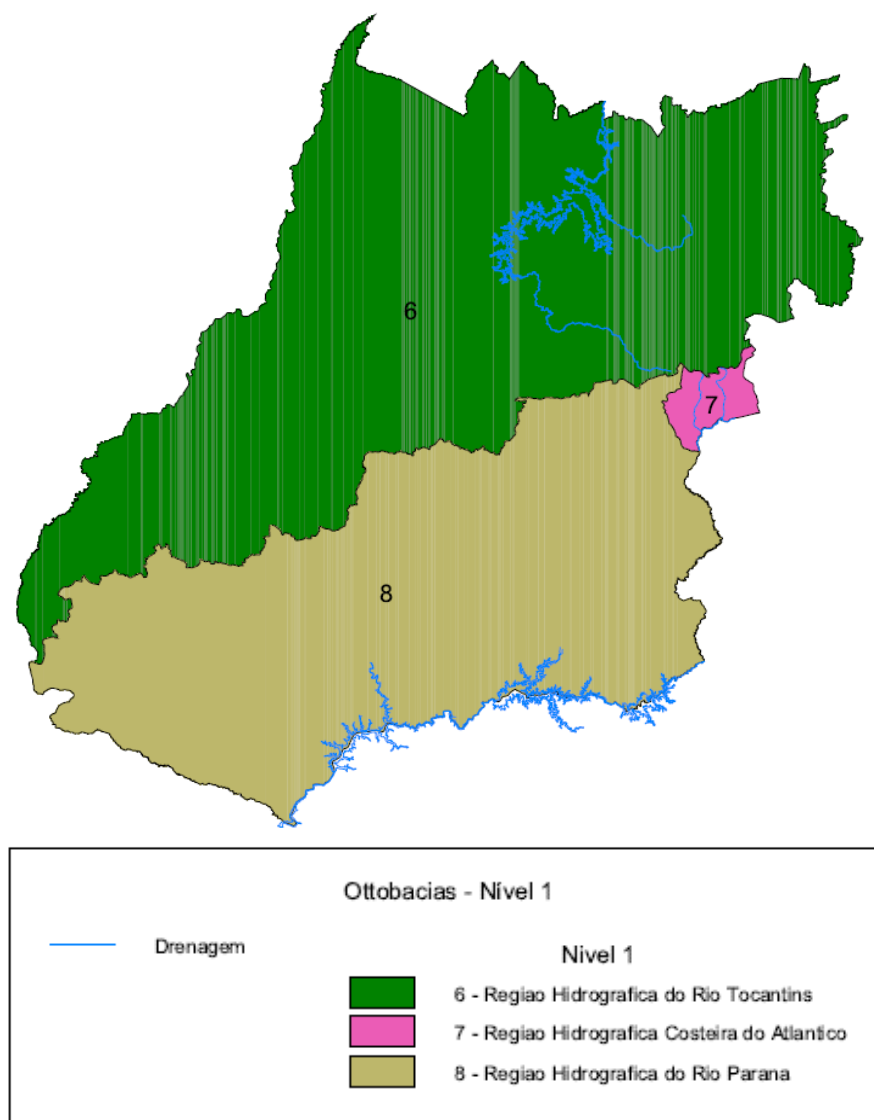 6
7
8
Ottobacias - Nível 1
Drenagem
Nivel 1
6 - Regiao Hidrografica do Rio Tocantins
7 - Regiao Hidrografica Costeira do Atlantico
8 - Regiao Hidrografica do Rio Parana